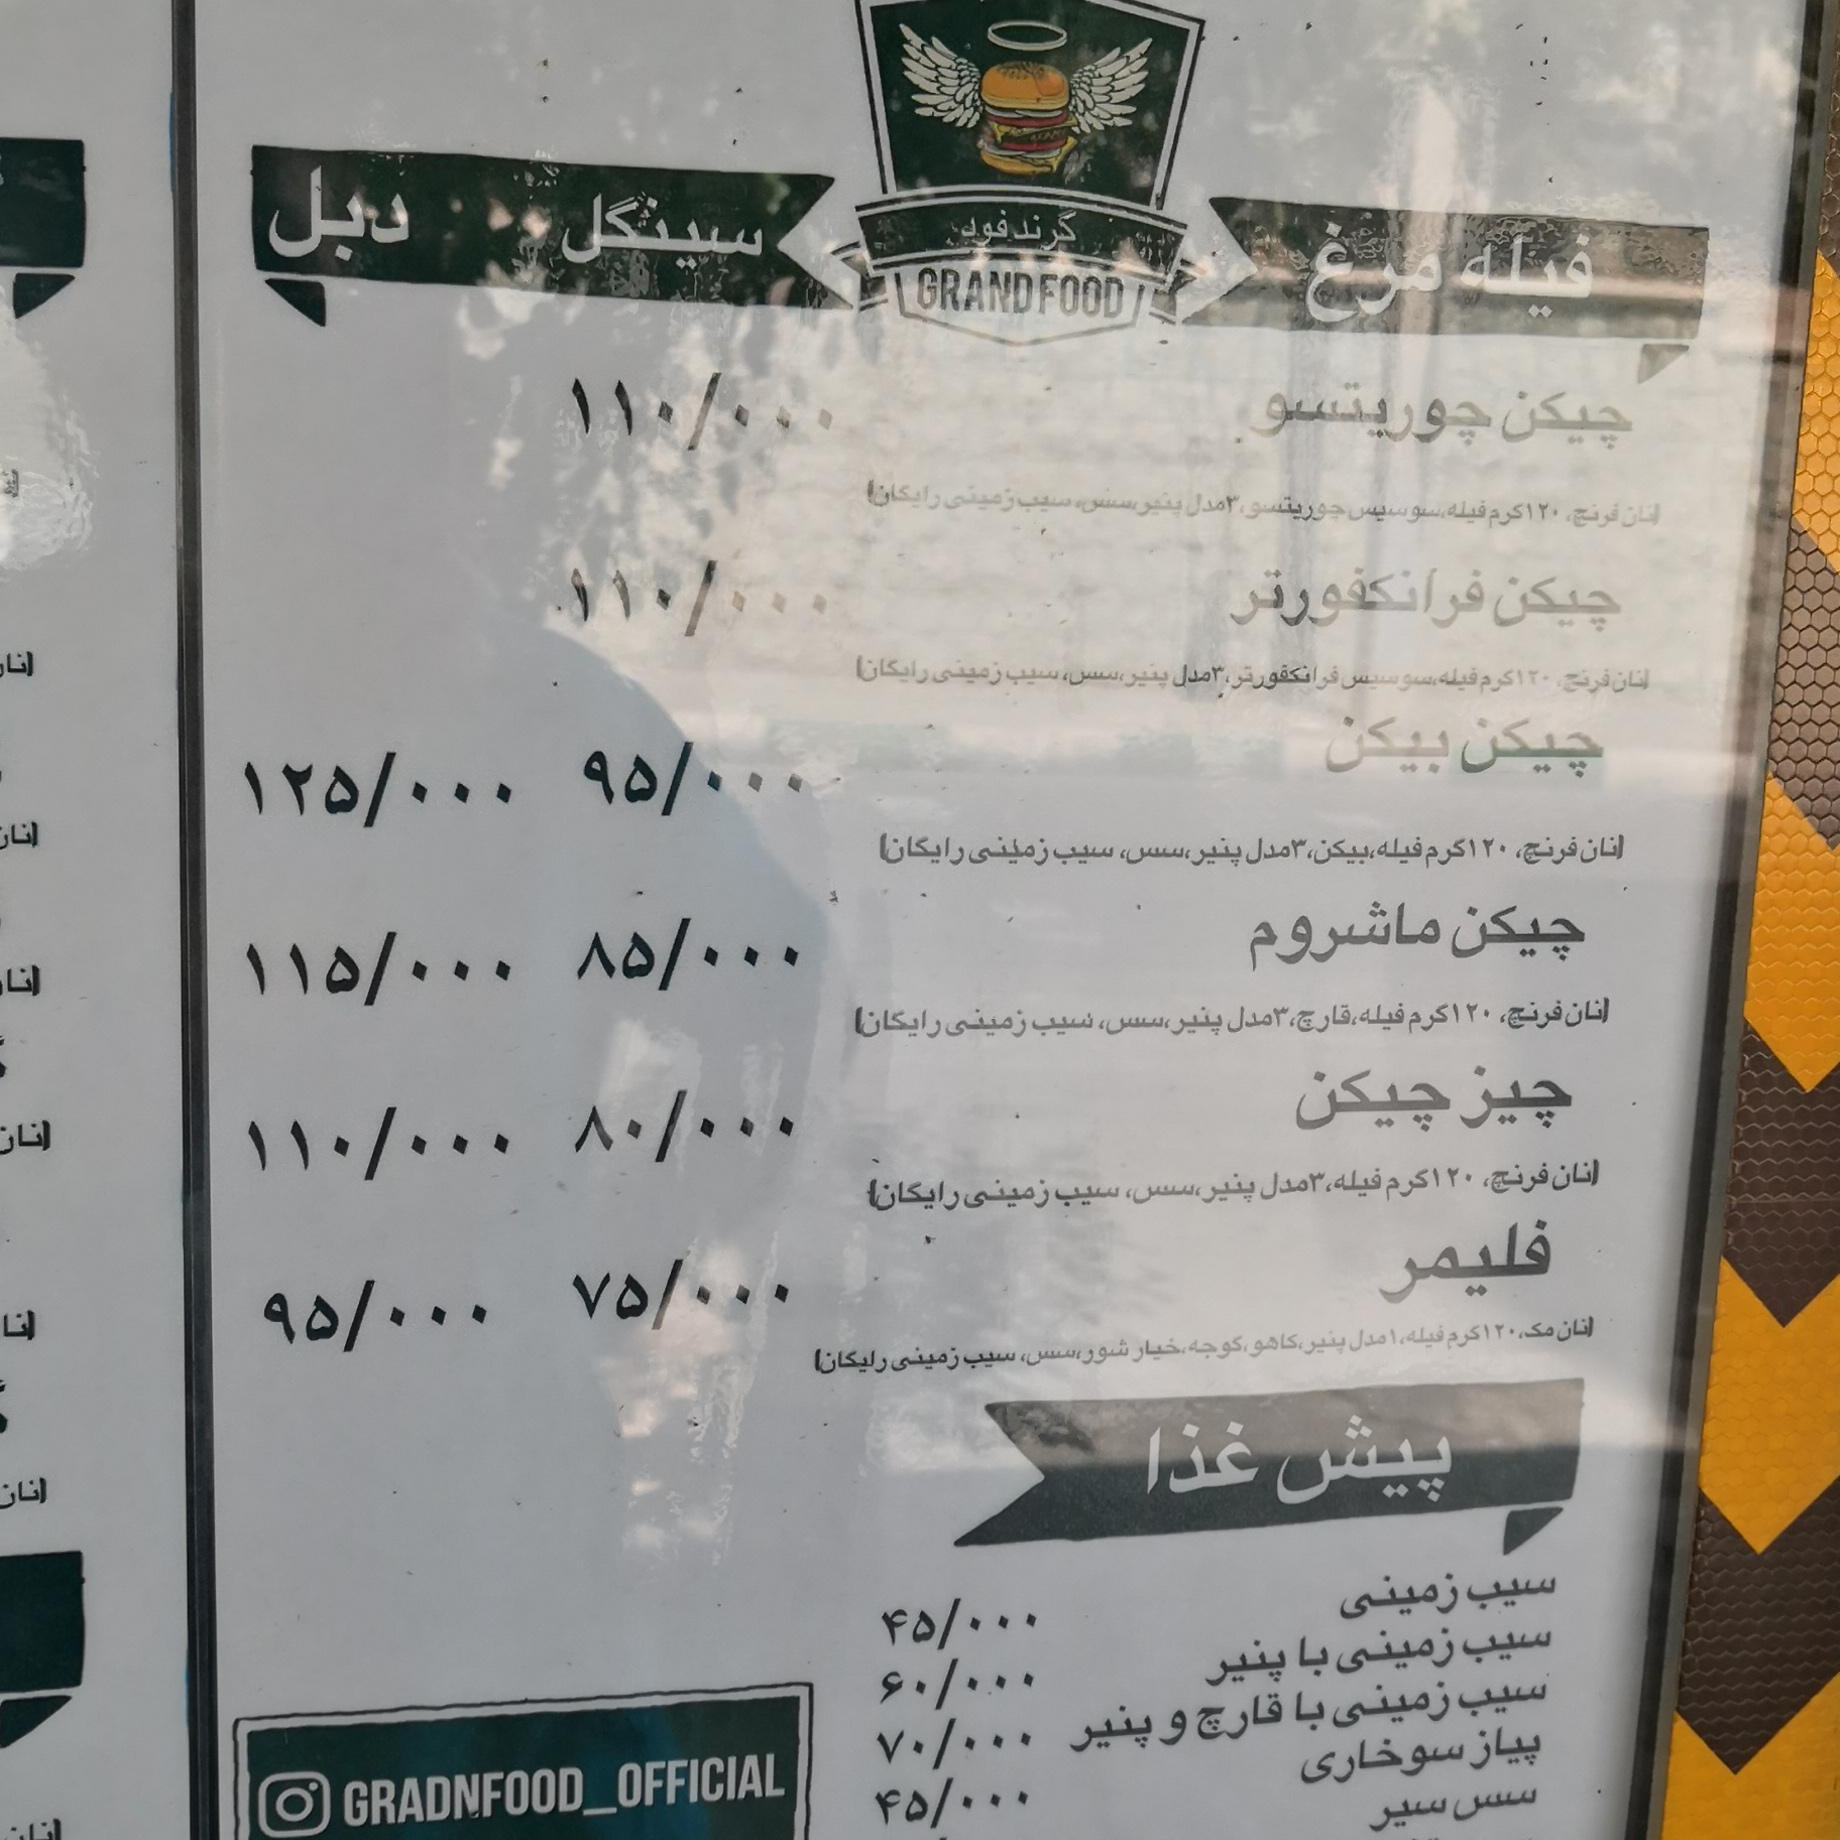 گرندفود
GRANDFOOD
فیله مرغ سینگل دبل
چیکن چوریتسو ۱۱۰/۰۰۰
(نان فرنچ، ۱۲۰گرم فیله،سوسیس چوریتسو،۳مدل پنیر،سس، سیب زمینی رایگان)
چیکن فرانکفورتر ۱۱۰/۰۰۰
(نان فرنچ، ۱۲۰گرم فیله،سوسیس فرانکفورتر،۳مدل پنیر،سس، سیب زمینی رایگان)
چیکن بیکن ۹۵/۰۰۰ ۱۲۵/۰۰۰
(نان فرنچ، ۱۲۰گرم فیله،بیکن،۳مدل پنیر،سس، سیب زمینی رایگان)
چیکن ماشروم ۸۵/۰۰۰ ۱۱۵/۰۰۰
(نان فرنچ، ۱۲۰گرم فیله،قارچ،۳مدل پنیر،سس، سیب زمینی رایگان)
چیز چیکن ۸۰/۰۰۰ ۱۱۰/۰۰۰
(نان فرنچ، ۱۲۰گرم فیله،۳مدل پنیر،سس، سیب زمینی رایگان)
فلیمر ۷۵/۰۰۰ ۹۵/۰۰۰
(نان مک،۱۲۰گرم فیله،۱مدل پنیر،کاهو،گوجه،خیار شور،سس، سیب زمینی رلیگان)
پیش غذا
سیب زمینی ۴۵/۰۰۰
سیب زمینی با پنیر ۶۰/۰۰۰
سیب زمینی با قارچ و پنیر ۷۰/۰۰۰
پیاز سوخاری ۴۵/۰۰۰
سس سیر
GRADNFOOD_OFFICIAL